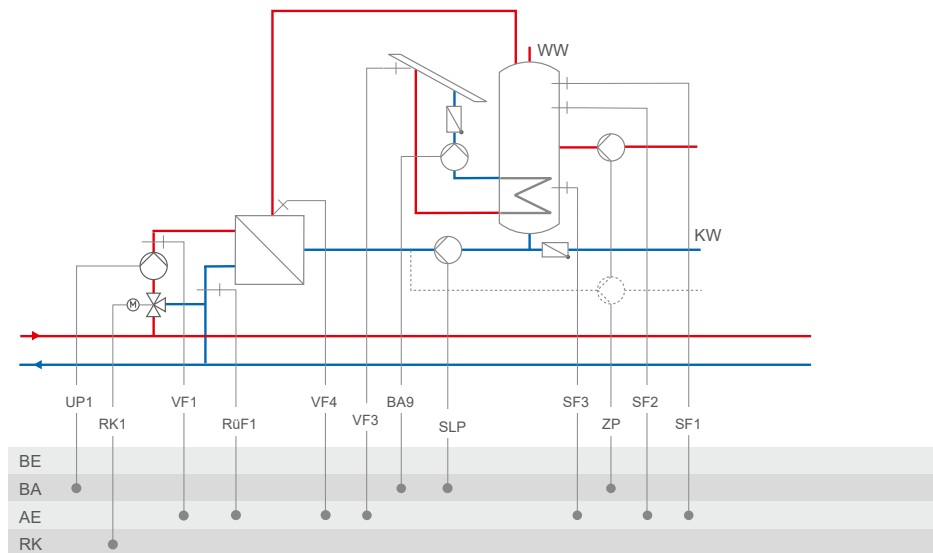 WW
KW
M
UP1 VF1 RüF1 VF4 BA9 SF3 SF2
RK1 VF3 SLP ZP SF1
BE
BA
AE
RK